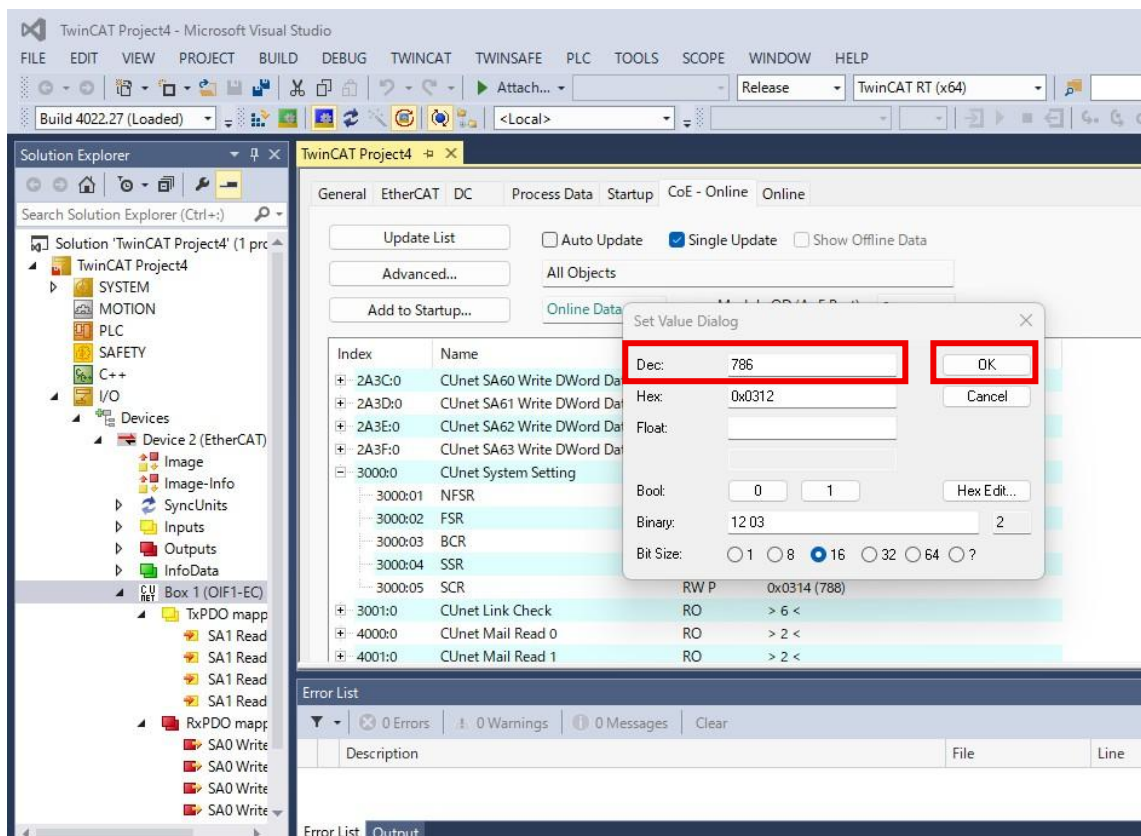 TwinCAT Project4 - Microsoft Visual Studio
FILE EDIT VIEW PROJECT BUILD DEBUG TWINCAT TWINSAFE PLC TOOLS SCOPE WINDOW HELP
Attach... Release TwinCAT RT (x64)
Build 4022.27 (Loaded) <Local>
Solution Explorer
Search Solution Explorer (Ctrl+;)
Solution 'TwinCAT Project4' (1
TwinCAT Project4
SYSTEM
MOTION
PLC
SAFETY
C++
I/O
Devices
Device 2 (EtherCAT)
Image
Image-Info
SyncUnits
Inputs
Outputs
InfoData
Box 1 (OIF1-EC)
TxPDO mapp
SA1 Read
SA1 Read
SA1 Read
SA1 Read
RxPDO mapp
SA0 Write
SA0 Write
SA0 Write
SA0 Write
TwinCAT Project4
General EtherCAT DC Process Data Startup CoE - Online Online
Update List Auto Update Single Update Show Offline Data
Advanced... All Objects
Add to Startup... Online Data
Index Name
2A3C:0 CUnet SA60 Write DWord Da
2A3D:0 CUnet SA61 Write DWord Da
2A3E:0 CUnet SA62 Write DWord Da
2A3F:0 CUnet SA63 Write DWord Da
3000:0 CUnet System Setting
3000:01 NFSR
3000:02 FSR
3000:03 BCR
3000:04 SSR
3000:05 SCR RW P 0x0314 (788)
3001:0 CUnet Link Check RO > 6 <
4000:0 CUnet Mail Read 0 RO > 2 <
4001:0 CUnet Mail Read 1 RO > 2 <
Set Value Dialog
Dec: 786 OK
Hex: 0x0312 Cancel
Float:
Bool: 0 1 Hex Edit...
Binary: 12 03 2
Bit Size: 1 8 16 32 64 ?
Error List
0 Errors 0 Warnings 0 Messages Clear
Description File Line
Error List Output